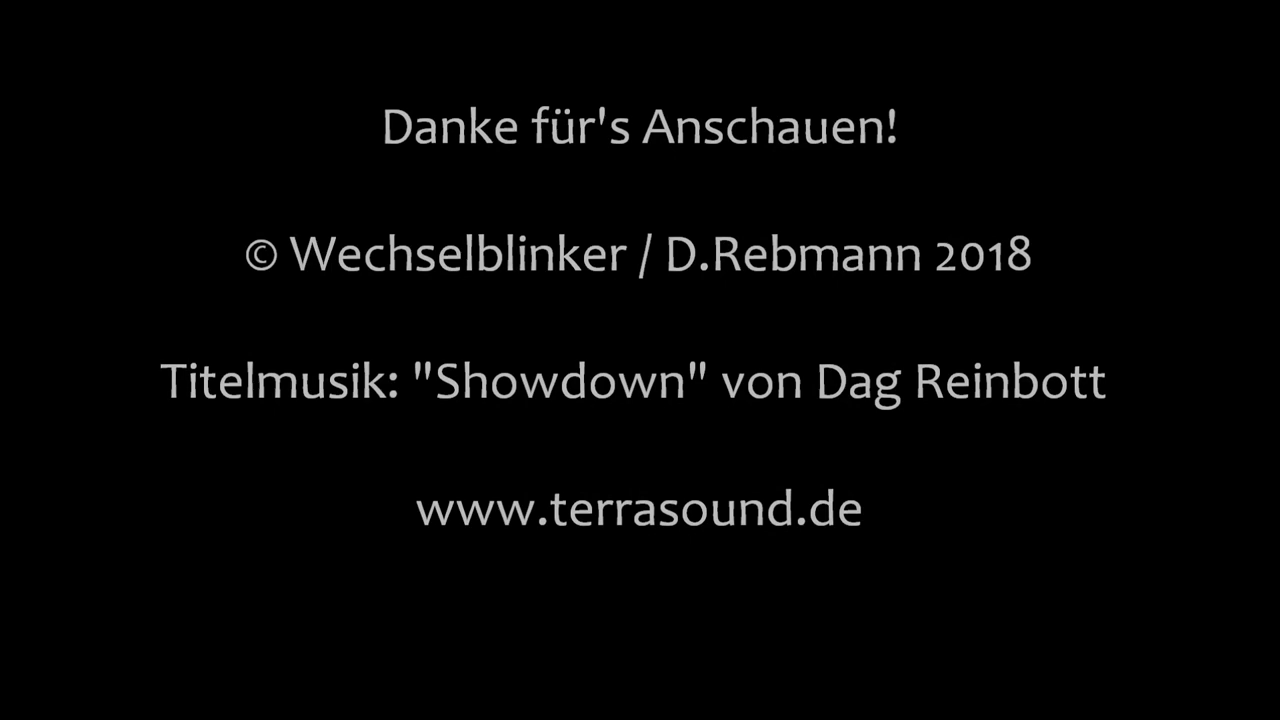 Danke für's Anschauen!
© Wechselblinker / D.Rebmann 2018
Titelmusik: "Showdown" von Dag Reinbott
www.terrasound.de